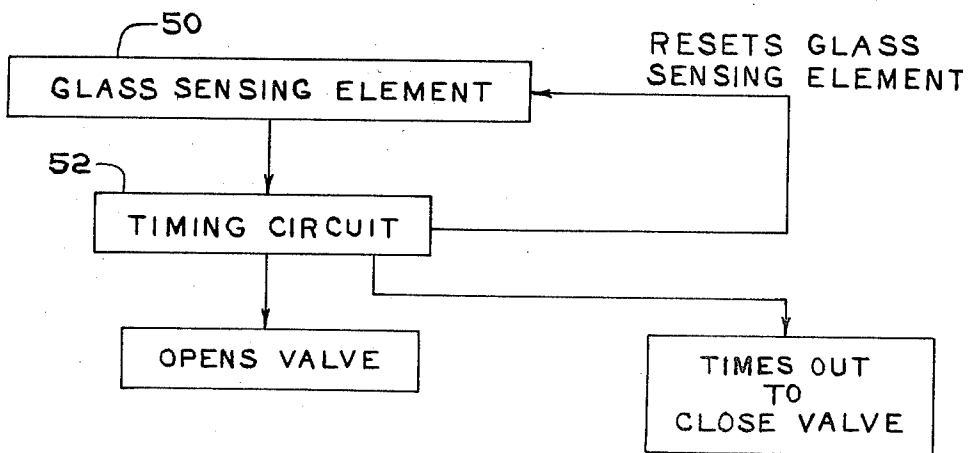 50
RESETS GLASS
SENSING ELEMENT
GLASS SENSING ELEMENT
52
TIMING CIRCUIT
OPENS VALVE
TIMES OUT
TO
CLOSE VALVE